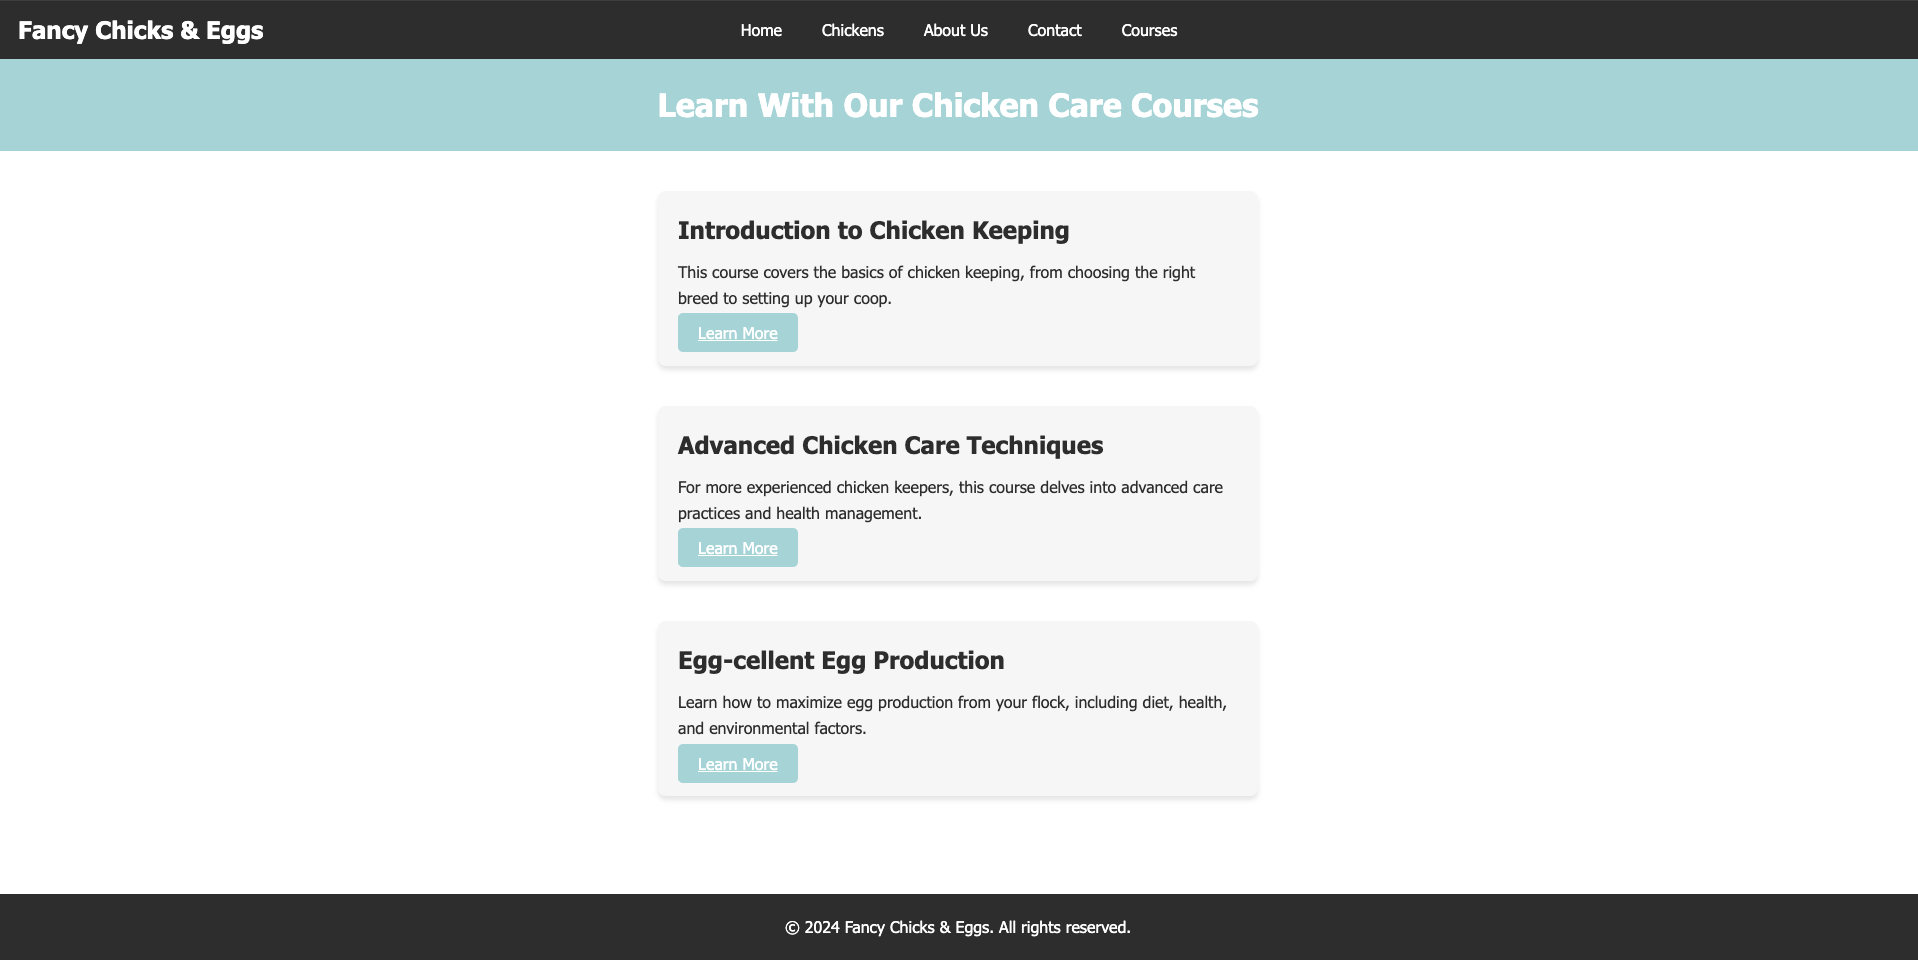 Fancy Chicks & Eggs
Home Chickens About Us Contact Courses
Learn With Our Chicken Care Courses
Introduction to Chicken Keeping
This course covers the basics of chicken keeping, from choosing the right
breed to setting up your coop.
Learn More
Advanced Chicken Care Techniques
For more experienced chicken keepers, this course delves into advanced care
practices and health management.
Learn More
Egg-cellent Egg Production
Learn how to maximize egg production from your flock, including diet, health,
and environmental factors.
Learn More
© 2024 Fancy Chicks & Eggs. All rights reserved.